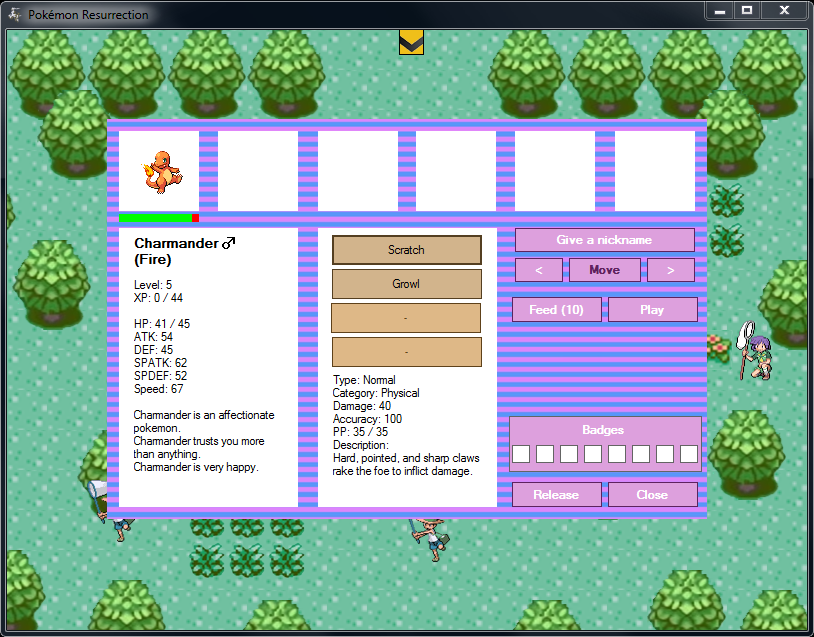 Pokémon Resurrection
Charmander ♂
(Fire)
Level: 5
XP: 0 / 44
HP: 41 / 45
ATK: 54
DEF: 45
SPATK: 62
SPDEF: 52
Speed: 67
Charmander is an affectionate
pokemon.
Charmander trusts you more
than anything.
Charmander is very happy.
Scratch
Growl
-
-
Type: Normal
Category: Physical
Damage: 40
Accuracy: 100
PP: 35 / 35
Description:
Hard, pointed, and sharp claws
rake the foe to inflict damage.
Give a nickname
< Move >
Feed (10) Play
Badges
Release Close